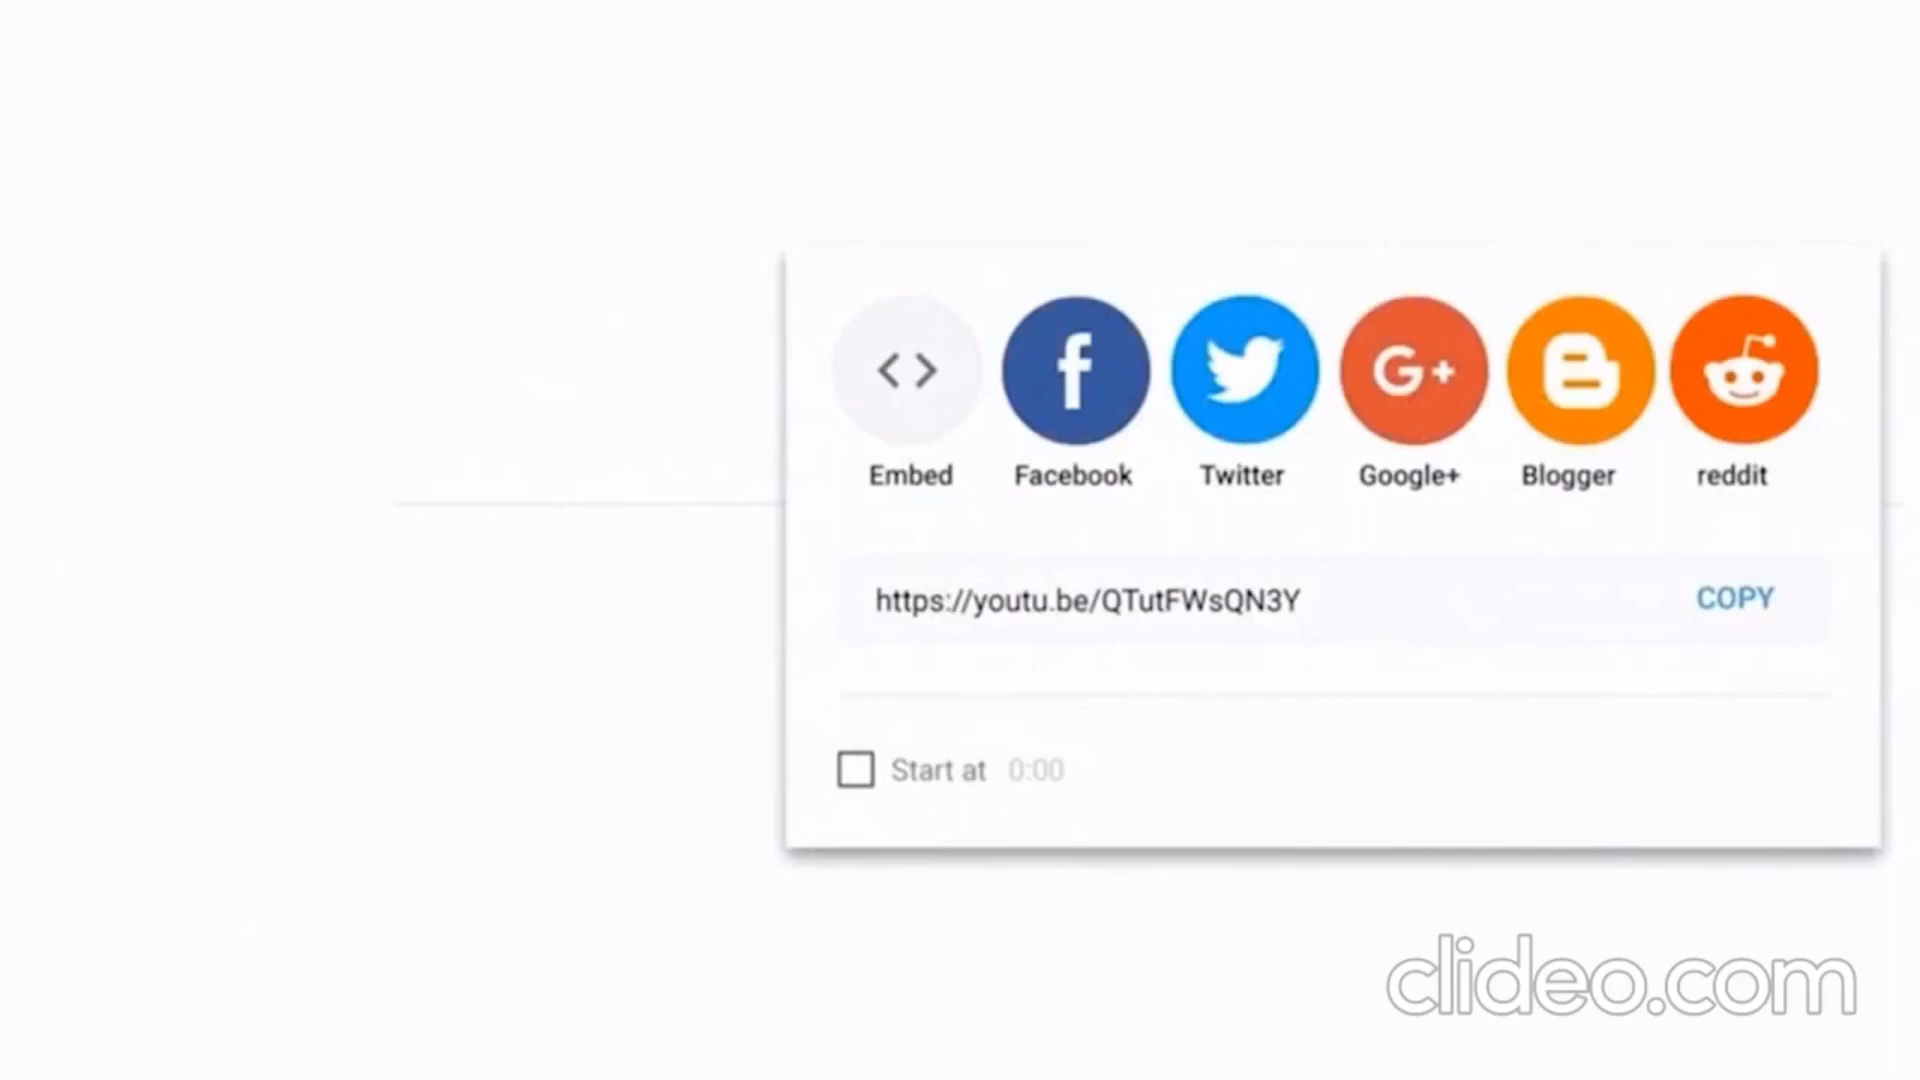 Embed Facebook Twitter Google+ Blogger reddit
https://youtu.be/QTutFWsQN3Y COPY
Start at 0:00
clideo.com